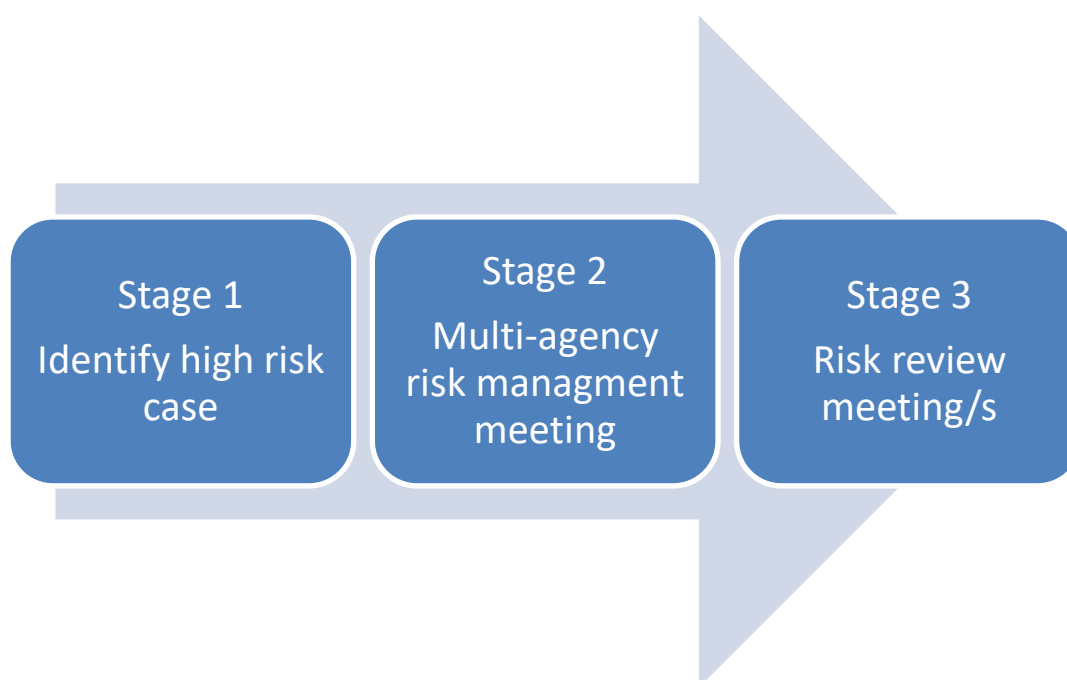 Stage 1
Identify high risk
case
Stage 2
Multi-agency
risk managment
meeting
Stage 3
Risk review
meeting/s